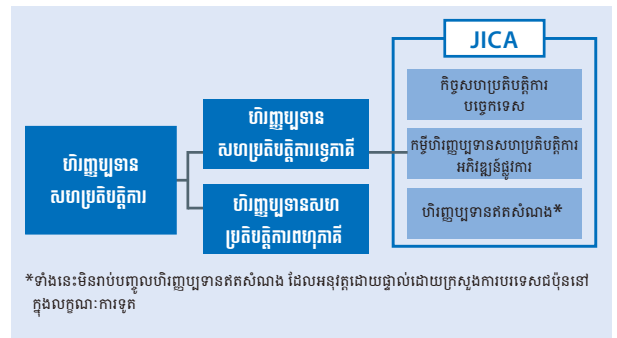 ហិរញ្ញប្បទាន
សហប្រតិបត្តិការ
ហិរញ្ញប្បទាន
សហប្រតិបត្តិការទ្វេភាគី
ហិរញ្ញប្បទានសហ
ប្រតិបត្តិការពហុភាគី
JICA
កិច្ចសហប្រតិបត្តិការ
បច្ចេកទេស
កម្ចីហិរញ្ញប្បទានសហប្រតិបត្តិការ
អភិវឌ្ឍន៍ផ្លូវការ
ហិរញ្ញប្បទានឥតសំណង*
*ទាំងនេះមិនរាប់បញ្ចូលហិរញ្ញប្បទានឥតសំណង ដែលអនុវត្តដោយផ្ទាល់ដោយក្រសួងការបរទេសជប៉ុននៅ
ក្នុងលក្ខណៈការទូត